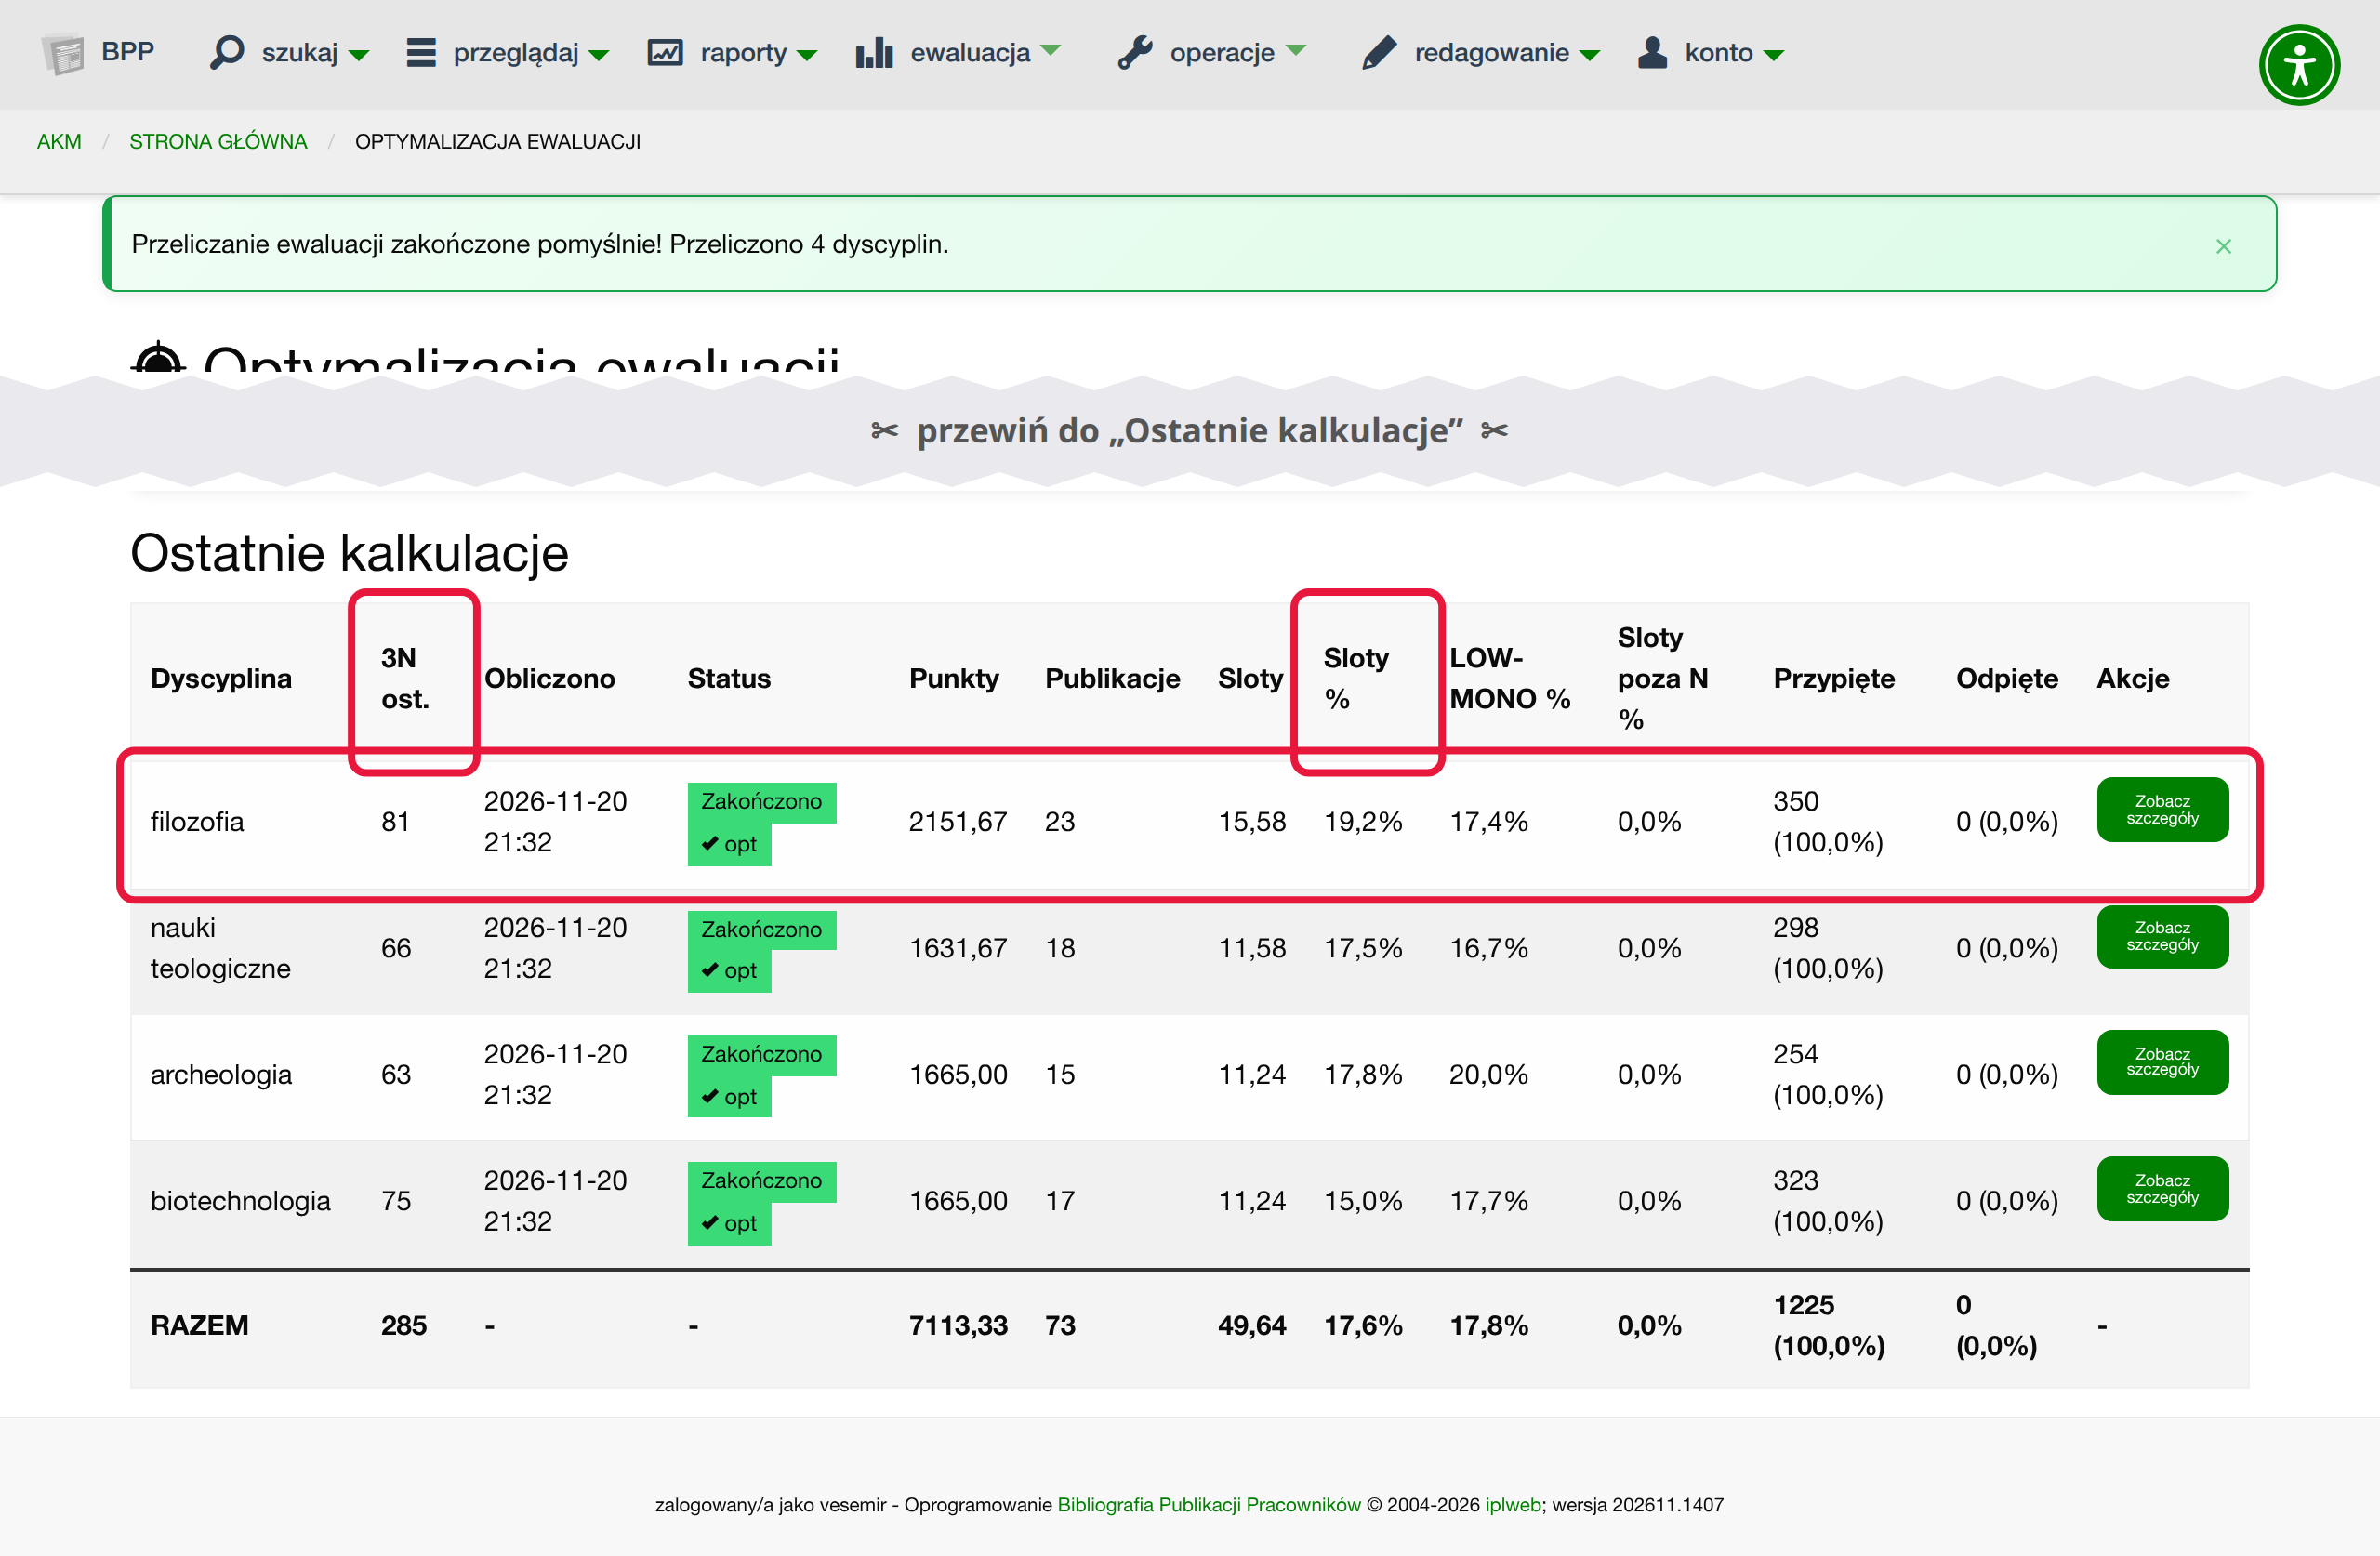 BPP szukaj przeglądaj raporty ewaluacja operacje redagowanie konto
AKM / STRONA GŁÓWNA / OPTYMALIZACJA EWALUACJI
Przeliczanie ewaluacji zakończone pomyślnie! Przeliczono 4 dyscyplin. ×
Optymalizacja ewaluacji
✂ przewiń do „Ostatnie kalkulacje” ✂
Ostatnie kalkulacje
Dyscyplina 3N ost. Obliczono Status Punkty Publikacje Sloty Sloty % LOW-MONO % Sloty poza N % Przypięte Odpięte Akcje
filozofia 81 2026-11-20 21:32 Zakończono ✔ opt 2151,67 23 15,58 19,2% 17,4% 0,0% 350 (100,0%) 0 (0,0%) Zobacz szczegóły
nauki teologiczne 66 2026-11-20 21:32 Zakończono ✔ opt 1631,67 18 11,58 17,5% 16,7% 0,0% 298 (100,0%) 0 (0,0%) Zobacz szczegóły
archeologia 63 2026-11-20 21:32 Zakończono ✔ opt 1665,00 15 11,24 17,8% 20,0% 0,0% 254 (100,0%) 0 (0,0%) Zobacz szczegóły
biotechnologia 75 2026-11-20 21:32 Zakończono ✔ opt 1665,00 17 11,24 15,0% 17,7% 0,0% 323 (100,0%) 0 (0,0%) Zobacz szczegóły
RAZEM 285 - - 7113,33 73 49,64 17,6% 17,8% 0,0% 1225 (100,0%) 0 (0,0%) -
zalogowany/a jako vesemir - Oprogramowanie Bibliografia Publikacji Pracowników © 2004-2026 iplweb; wersja 202611.1407